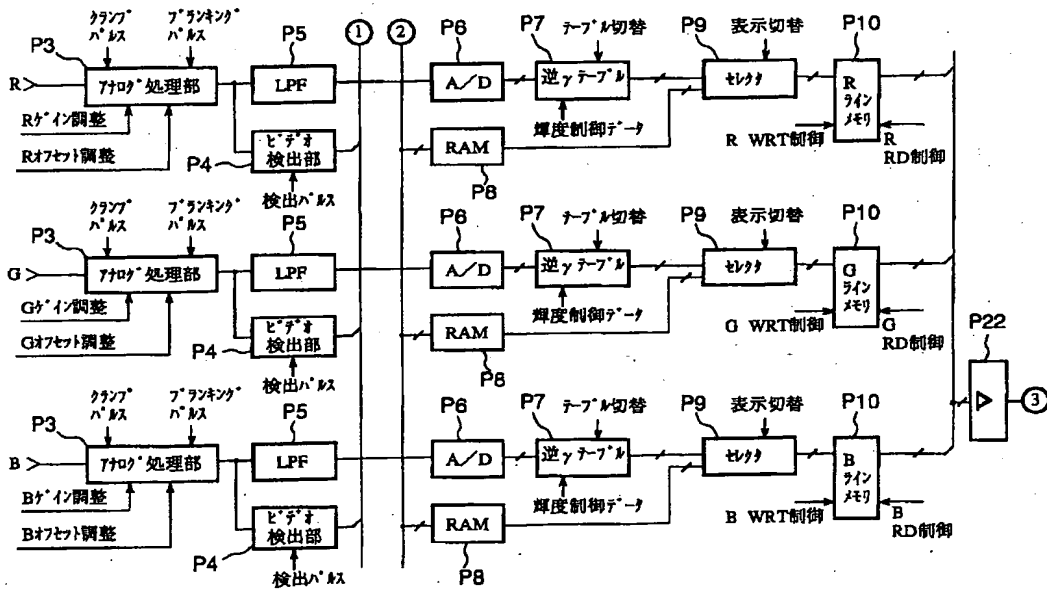 クランプ
パルス
ブランキング
パルス
P3
R
アナログ処理部
Rゲイン調整
Rオフセット調整
P5
LPF
P4
ビデオ
検出部
検出パルス
①
②
P6
A/D
P7
テーブル切替
逆γテーブル
輝度制御データ
RAM
P8
P9
表示切替
セレクタ
P10
R
ライン
メモリ
R WRT制御
R
RD制御
クランプ
パルス
ブランキング
パルス
P3
G
アナログ処理部
Gゲイン調整
Gオフセット調整
P5
LPF
P4
ビデオ
検出部
検出パルス
P6
A/D
P7
テーブル切替
逆γテーブル
輝度制御データ
RAM
P8
P9
表示切替
セレクタ
P10
G
ライン
メモリ
G WRT制御
G
RD制御
クランプ
パルス
ブランキング
パルス
P3
B
アナログ処理部
Bゲイン調整
Bオフセット調整
P5
LPF
P4
ビデオ
検出部
検出パルス
P6
A/D
P7
テーブル切替
逆γテーブル
輝度制御データ
RAM
P8
P9
表示切替
セレクタ
P10
B
ライン
メモリ
B WRT制御
B
RD制御
P22
③